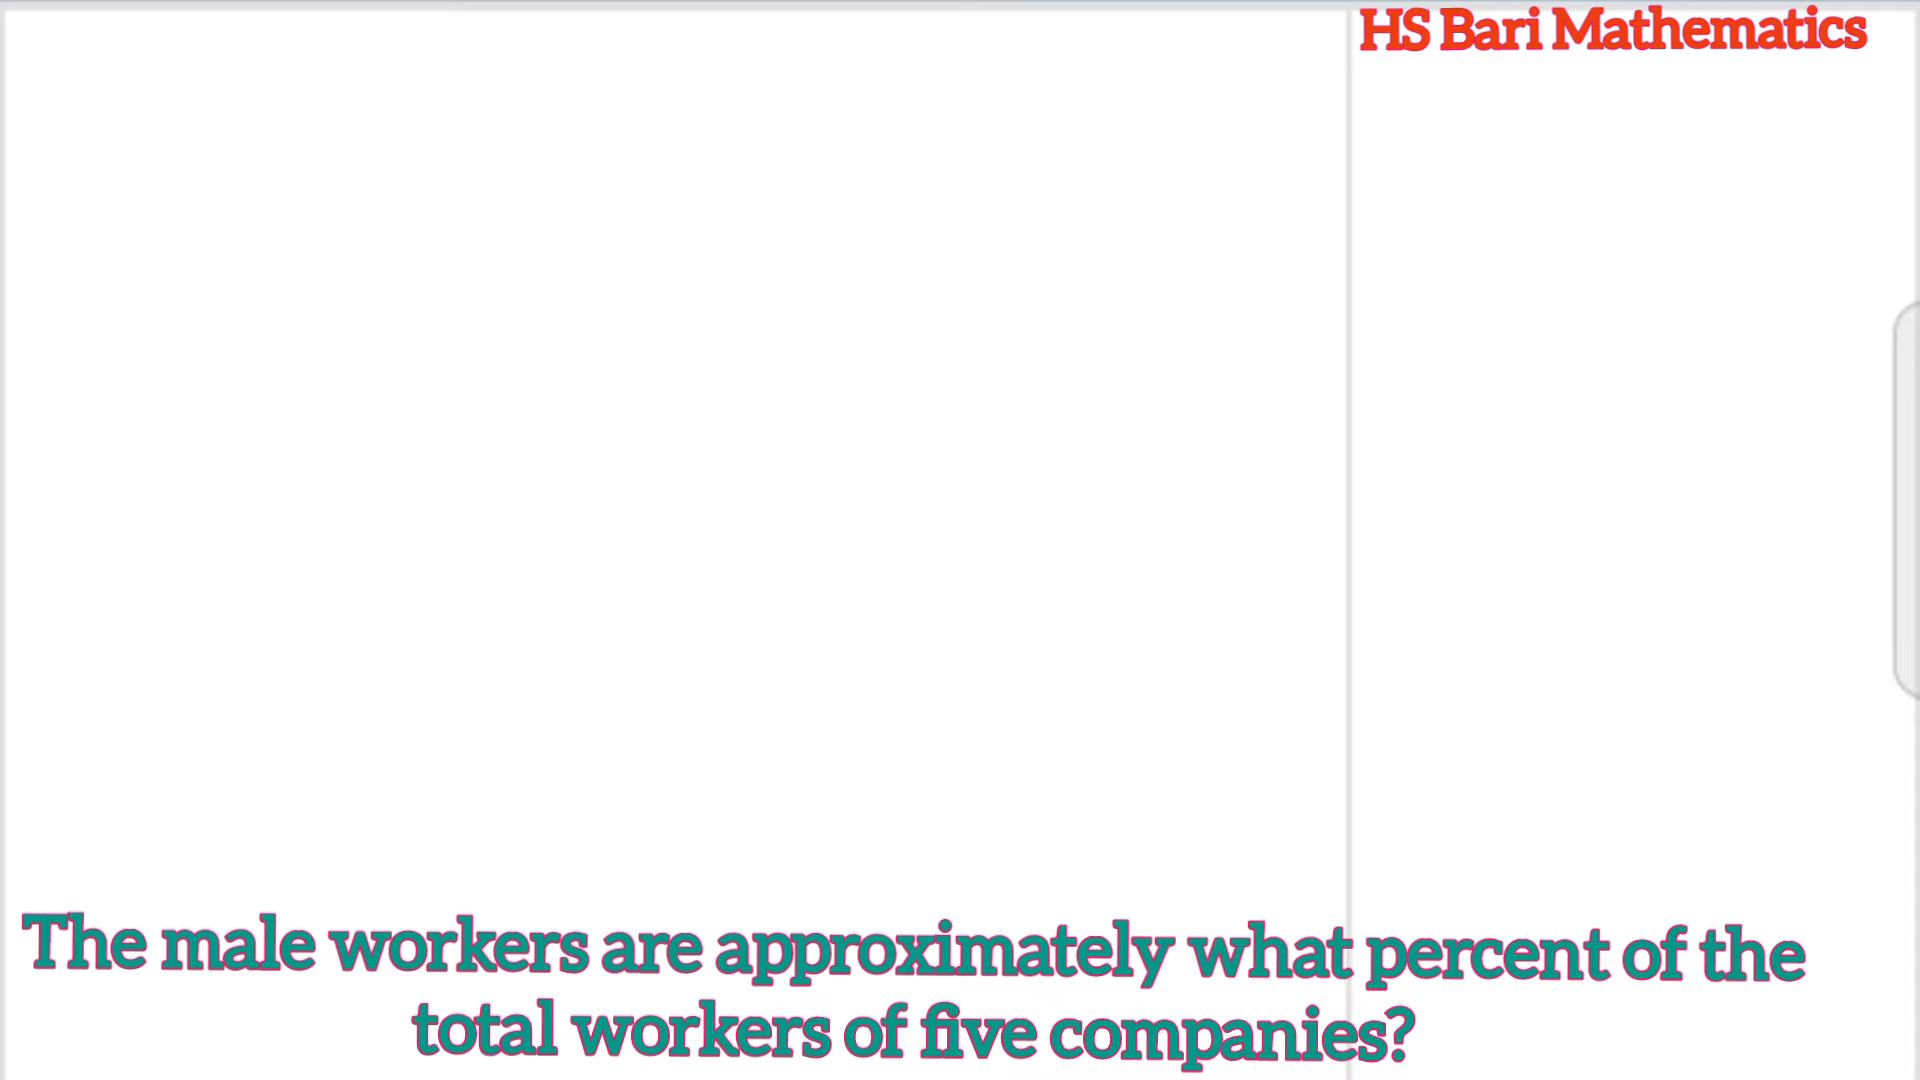 HS Bari Mathematics
The male workers are approximately what percent of the
total workers of five companies?